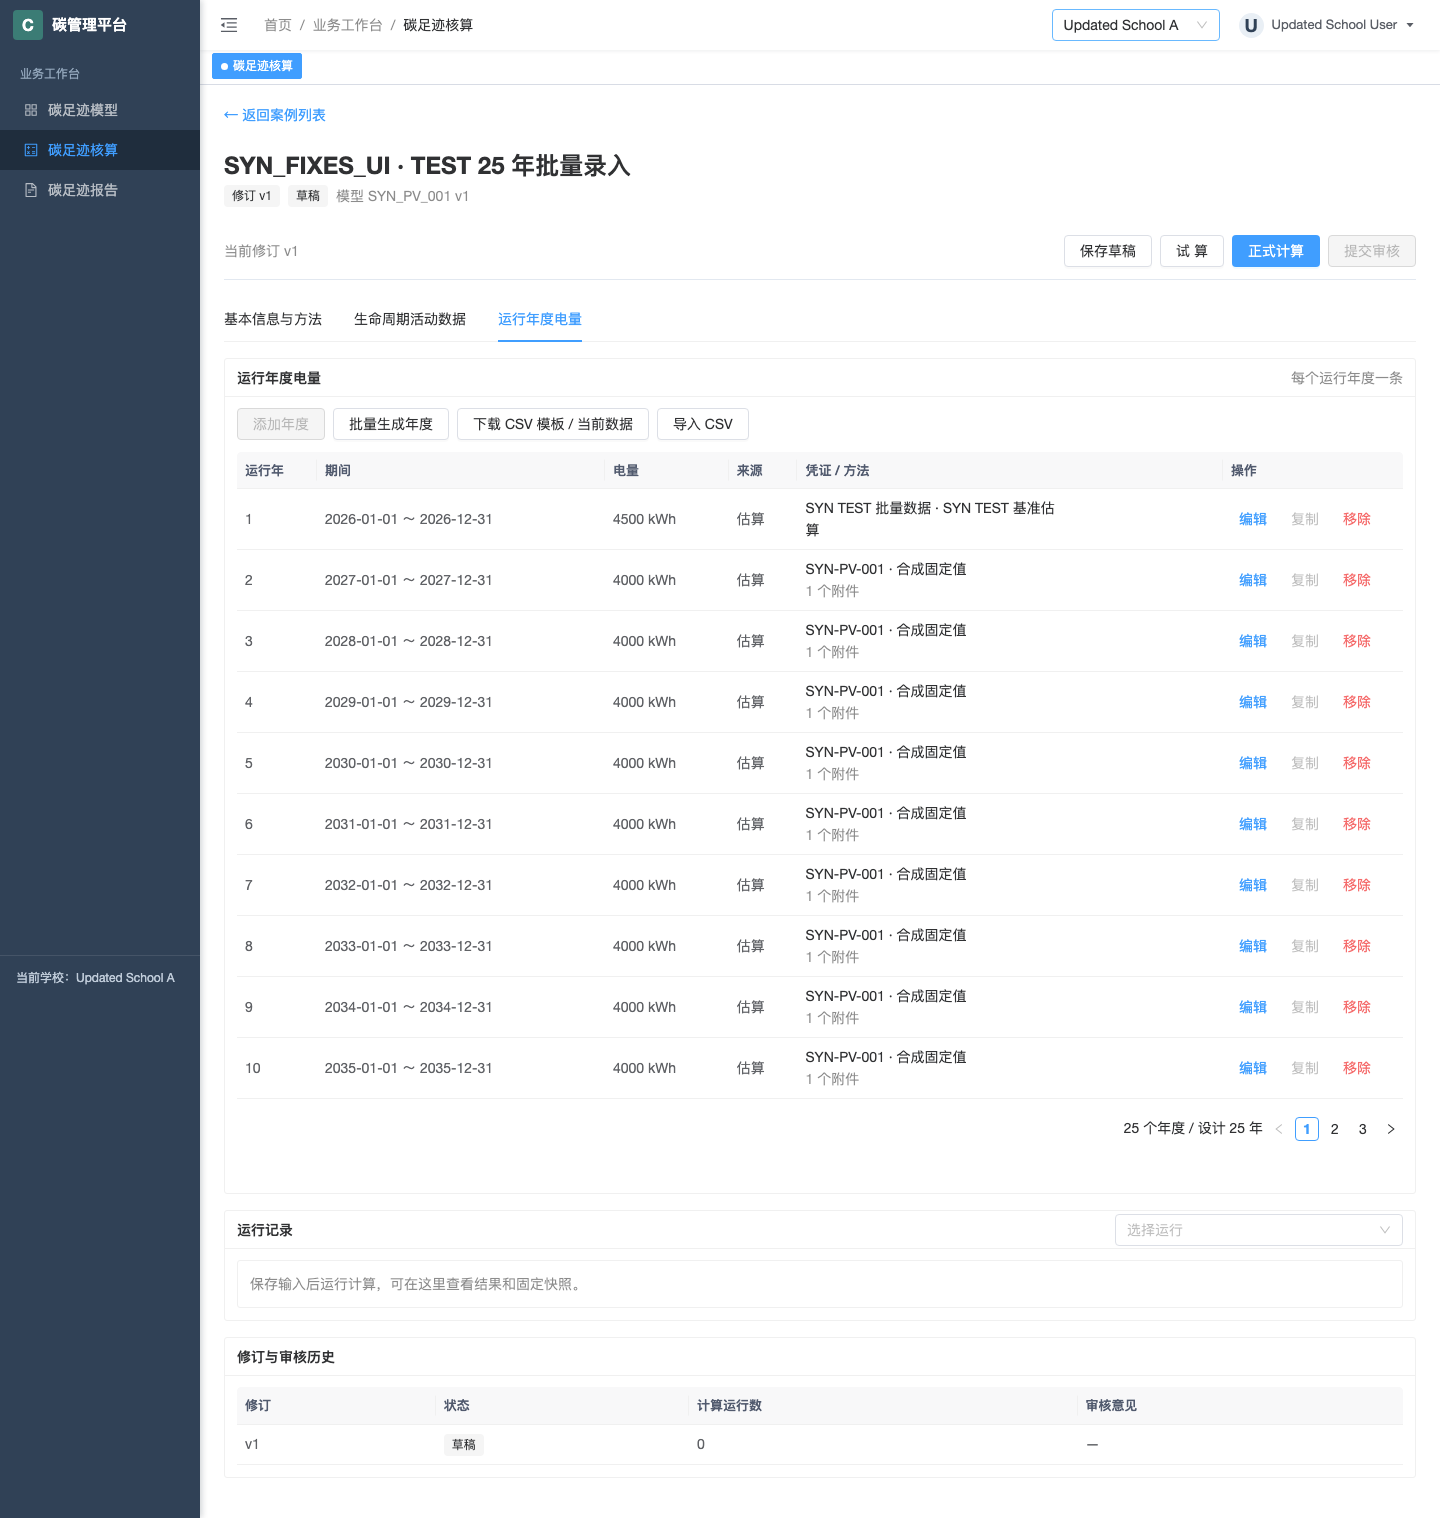 C 碳管理平台
业务工作台
碳足迹模型
碳足迹核算
碳足迹报告
当前学校：Updated School A
首页 / 业务工作台 / 碳足迹核算
Updated School A
U Updated School User
碳足迹核算
← 返回案例列表
SYN_FIXES_UI · TEST 25 年批量录入
修订 v1 草稿 模型 SYN_PV_001 v1
当前修订 v1
保存草稿 试 算 正式计算 提交审核
基本信息与方法 生命周期活动数据 运行年度电量
运行年度电量 每个运行年度一条
添加年度 批量生成年度 下载 CSV 模板 / 当前数据 导入 CSV
运行年 期间 电量 来源 凭证 / 方法 操作
1 2026-01-01 ～ 2026-12-31 4500 kWh 估算 SYN TEST 批量数据 · SYN TEST 基准估 编辑 复制 移除
算
2 2027-01-01 ～ 2027-12-31 4000 kWh 估算 SYN-PV-001 · 合成固定值 编辑 复制 移除
1 个附件
3 2028-01-01 ～ 2028-12-31 4000 kWh 估算 SYN-PV-001 · 合成固定值 编辑 复制 移除
1 个附件
4 2029-01-01 ～ 2029-12-31 4000 kWh 估算 SYN-PV-001 · 合成固定值 编辑 复制 移除
1 个附件
5 2030-01-01 ～ 2030-12-31 4000 kWh 估算 SYN-PV-001 · 合成固定值 编辑 复制 移除
1 个附件
6 2031-01-01 ～ 2031-12-31 4000 kWh 估算 SYN-PV-001 · 合成固定值 编辑 复制 移除
1 个附件
7 2032-01-01 ～ 2032-12-31 4000 kWh 估算 SYN-PV-001 · 合成固定值 编辑 复制 移除
1 个附件
8 2033-01-01 ～ 2033-12-31 4000 kWh 估算 SYN-PV-001 · 合成固定值 编辑 复制 移除
1 个附件
9 2034-01-01 ～ 2034-12-31 4000 kWh 估算 SYN-PV-001 · 合成固定值 编辑 复制 移除
1 个附件
10 2035-01-01 ～ 2035-12-31 4000 kWh 估算 SYN-PV-001 · 合成固定值 编辑 复制 移除
1 个附件
25 个年度 / 设计 25 年 < 1 2 3 >
运行记录 选择运行
保存输入后运行计算，可在这里查看结果和固定快照。
修订与审核历史
修订 状态 计算运行数 审核意见
v1 草稿 0 —